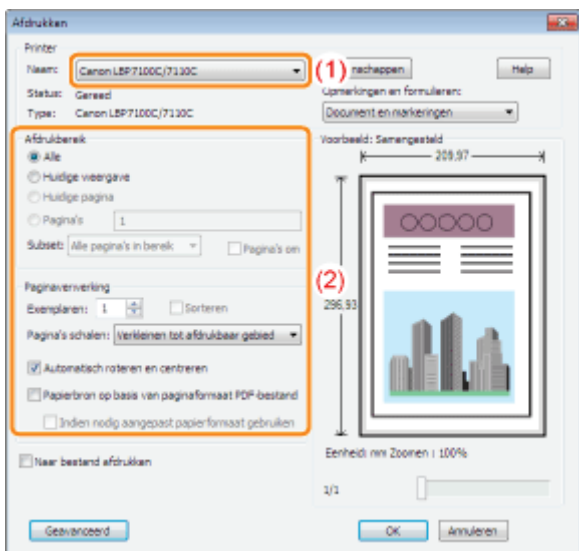 Afdrukken
Printer
Naam: Canon LBP7100C/7110C (1) nschappen Help
Status: Gereed Opmerkingen en formulieren:
Type: Canon LBP7100C/7110C Document en markeringen
Afdrukbereik Voorbeeld: Samengesteld
Alle 209,97
Huidige weergave
Huidige pagina
Pagina's 1
Subset: Alle pagina's in bereik Pagina's om
(2)
Paginaverwerking
296,93
Exemplaren: 1 Sorteren
Pagina's schalen: Verkleinen tot afdrukbaar gebied
Automatisch roteren en centreren
Papierbron op basis van paginaformaat PDF-bestand
Indien nodig aangepast papierformaat gebruiken
Eenheid: mm Zoomen : 100%
Naar bestand afdrukken
1/1
Geavanceerd OK Annuleren